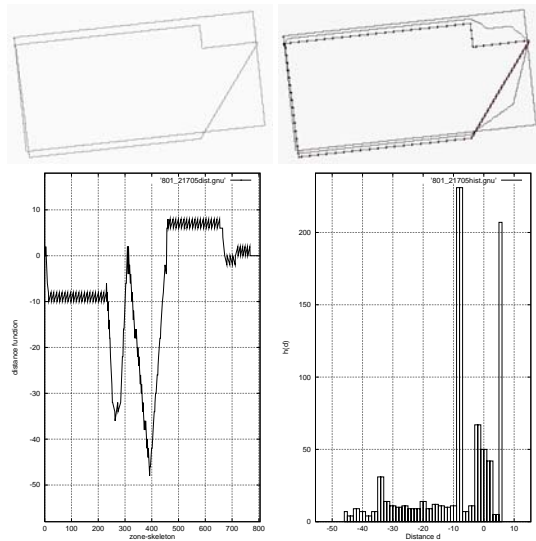 '801_21705dist.gnu'
10
0
-10
-20
-30
-40
-50
distance function
0 100 200 300 400 500 600 700 800
zone-skeleton
'801_21705hist.gnu'
200
150
100
50
0
h(d)
-50 -40 -30 -20 -10 0 10
Distance d